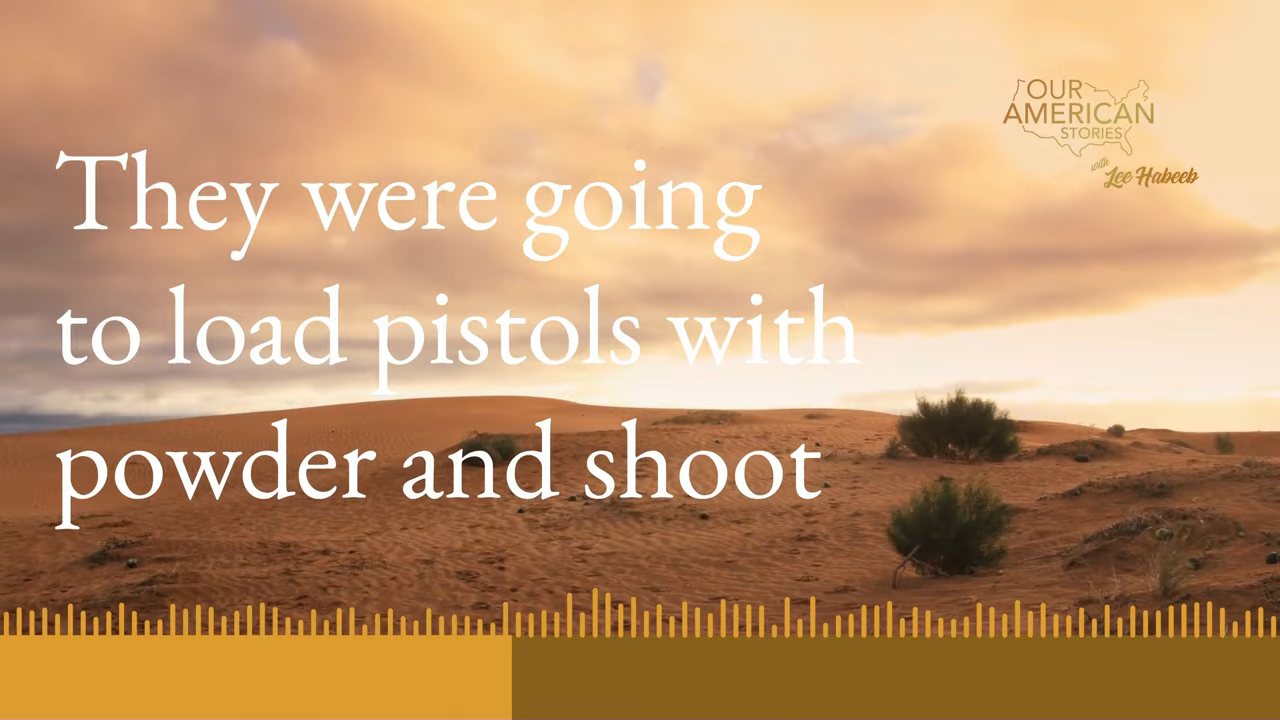 OUR
AMERICAN
STORIES
with
Lee Habeeb
They were going
to load pistols with
powder and shoot